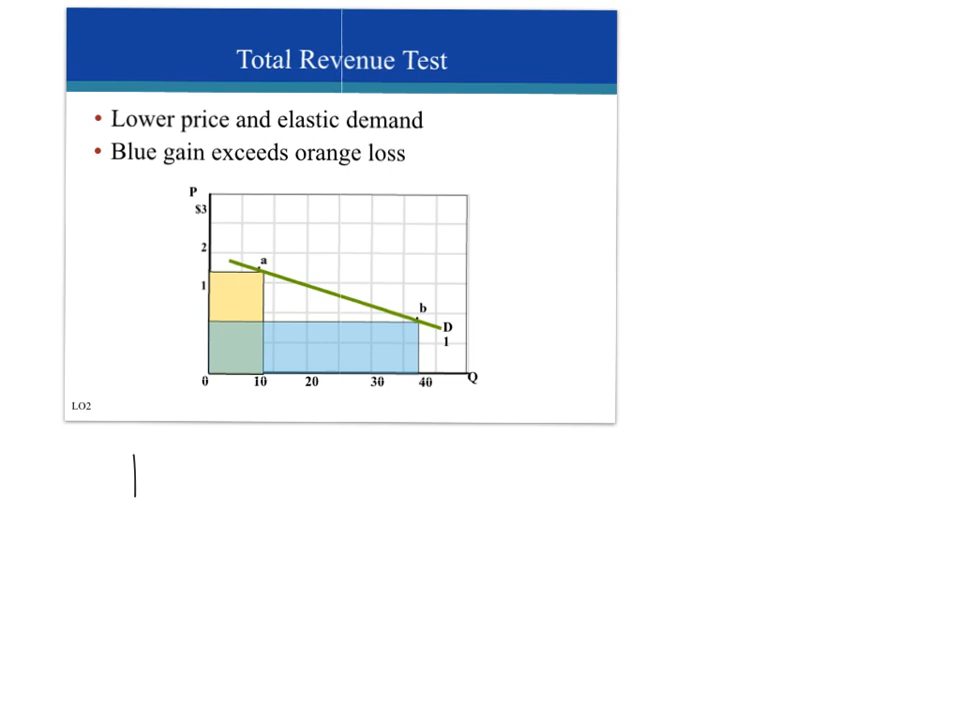 Total Revenue Test
• Lower price and elastic demand
• Blue gain exceeds orange loss
P
$3
2
a
1
b
D
1
0 10 20 30 40 Q
LO2